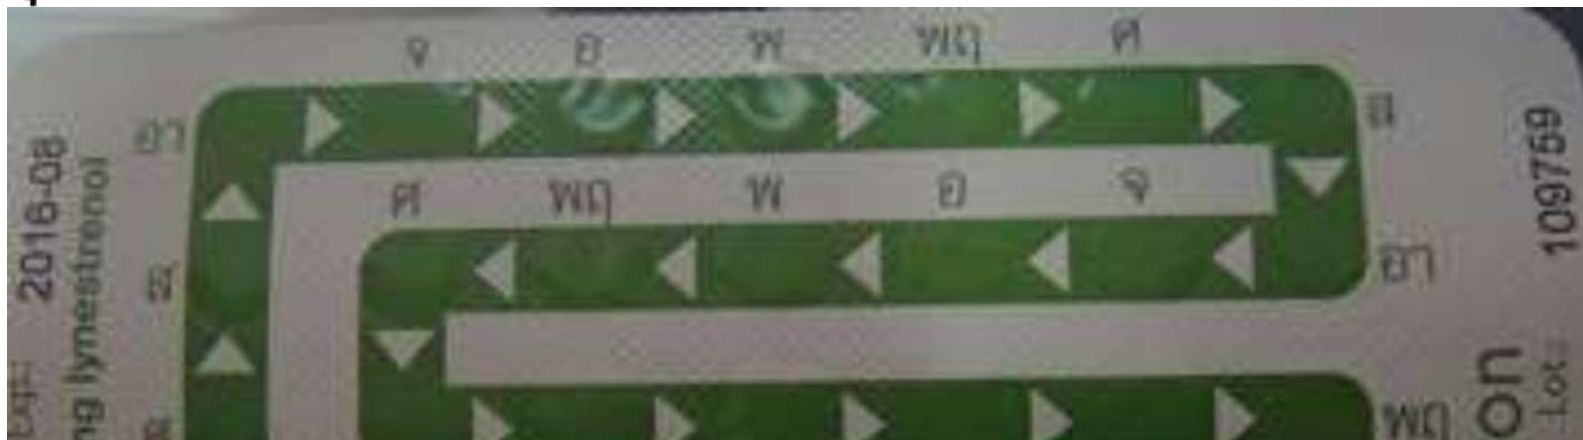 จ อ พ พฤ ศ
อา ส
ศ พฤ พ อ จ
ส อา
พฤ
Exp: 2016-08
ng lynestrenol
on
Lot : 109769